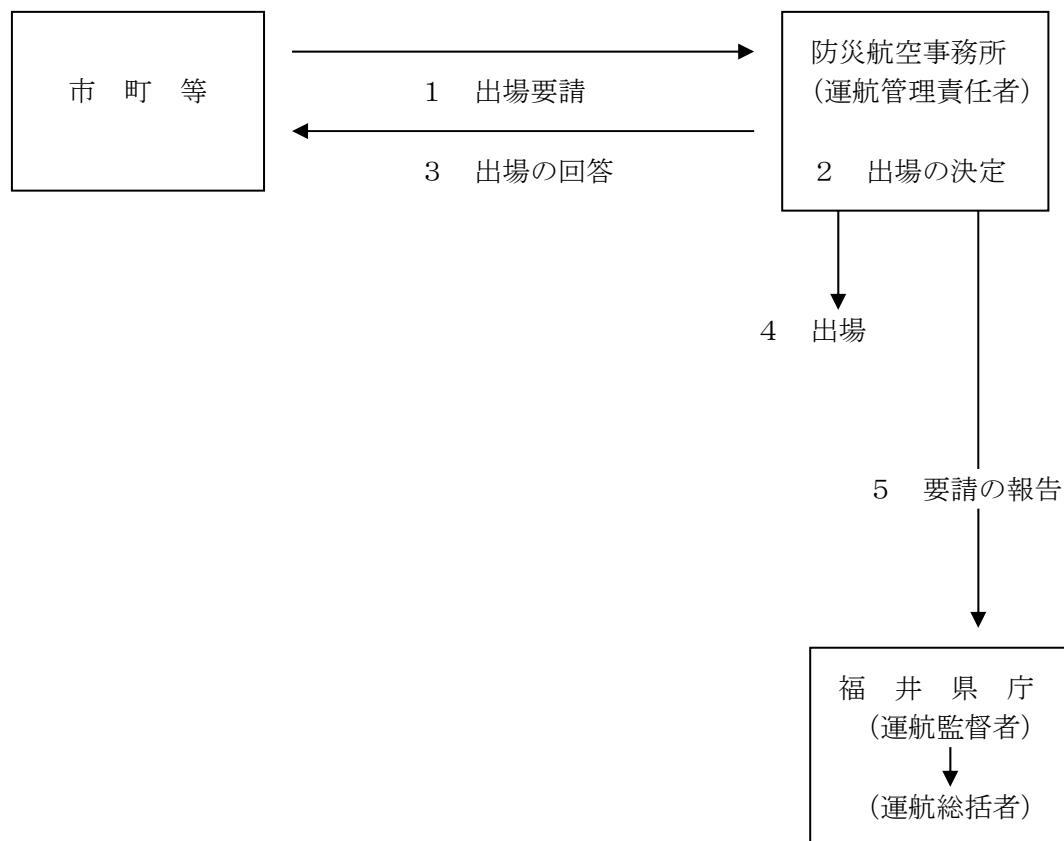 市　町　等
１　出場要請
３　出場の回答
防災航空事務所
（運航管理責任者）
２　出場の決定
４　出場
５　要請の報告
福　井　県　庁
（運航監督者）
（運航総括者）